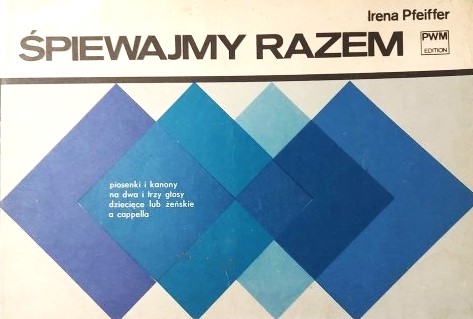 Irena Pfeiffer
ŚPIEWAJMY RAZEM
PWM
EDITION
piosenki i kanony
na dwa i trzy głosy
dziecięce lub żeńskie
a cappella